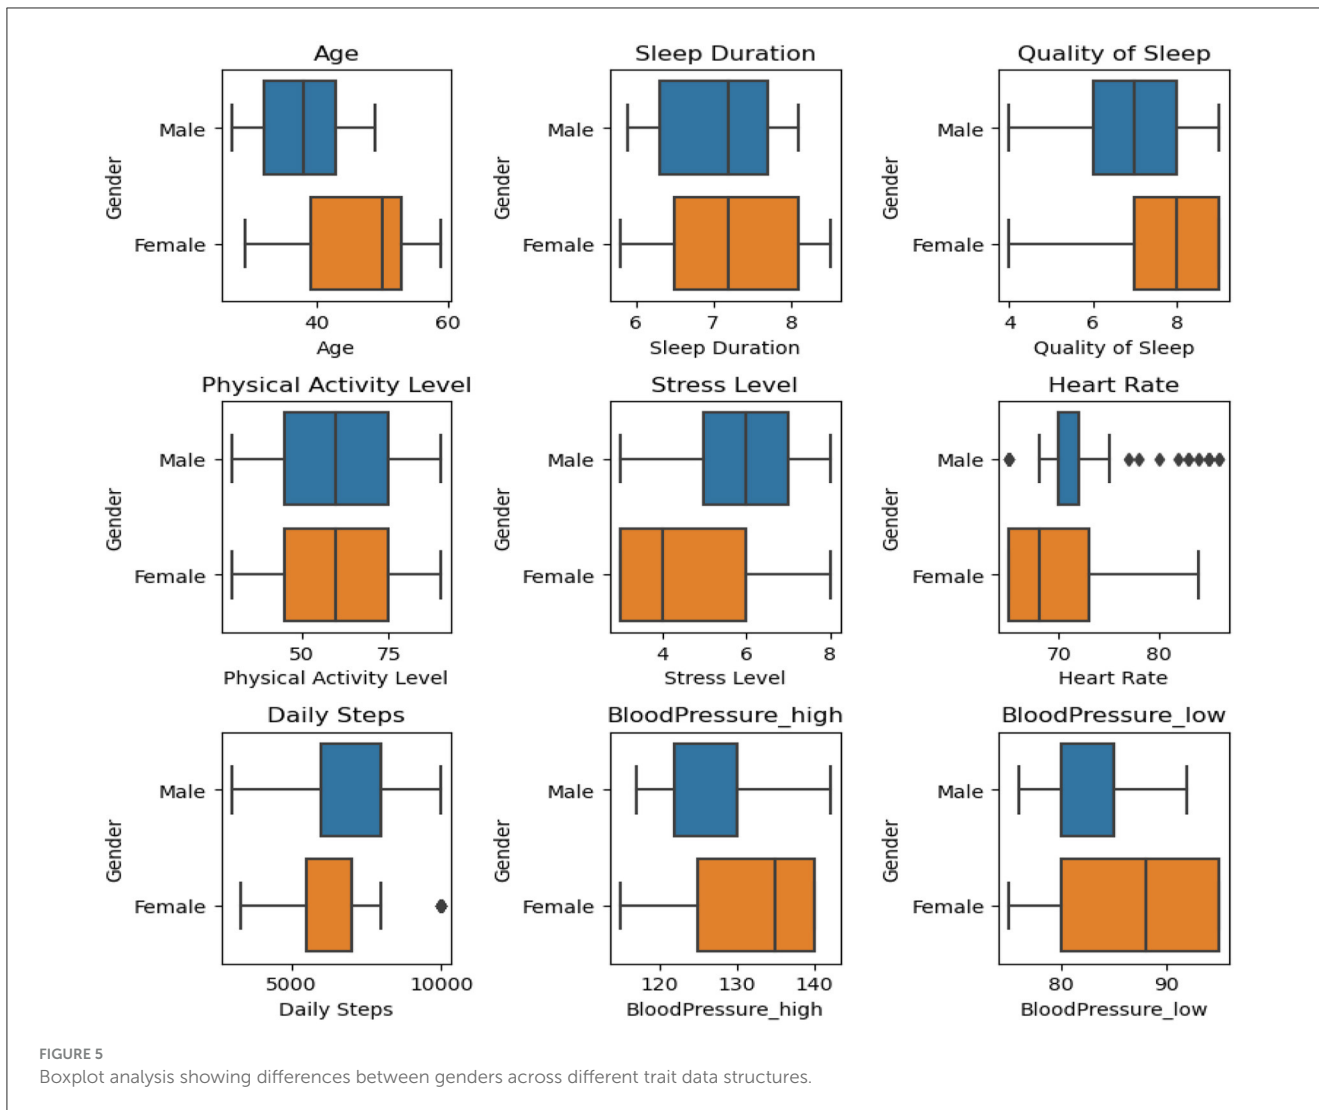 Age
Gender
Male
Female
40
60
Age
Sleep Duration
Gender
Male
Female
6
7
8
Sleep Duration
Quality of Sleep
Gender
Male
Female
4
6
8
Quality of Sleep
Physical Activity Level
Gender
Male
Female
50
75
Physical Activity Level
Stress Level
Gender
Male
Female
4
6
8
Stress Level
Heart Rate
Gender
Male
Female
70
80
Heart Rate
Daily Steps
Gender
Male
Female
5000
10000
Daily Steps
BloodPressure_high
Gender
Male
Female
120
130
140
BloodPressure_high
BloodPressure_low
Gender
Male
Female
80
90
BloodPressure_low
FIGURE 5
Boxplot analysis showing differences between genders across different trait data structures.